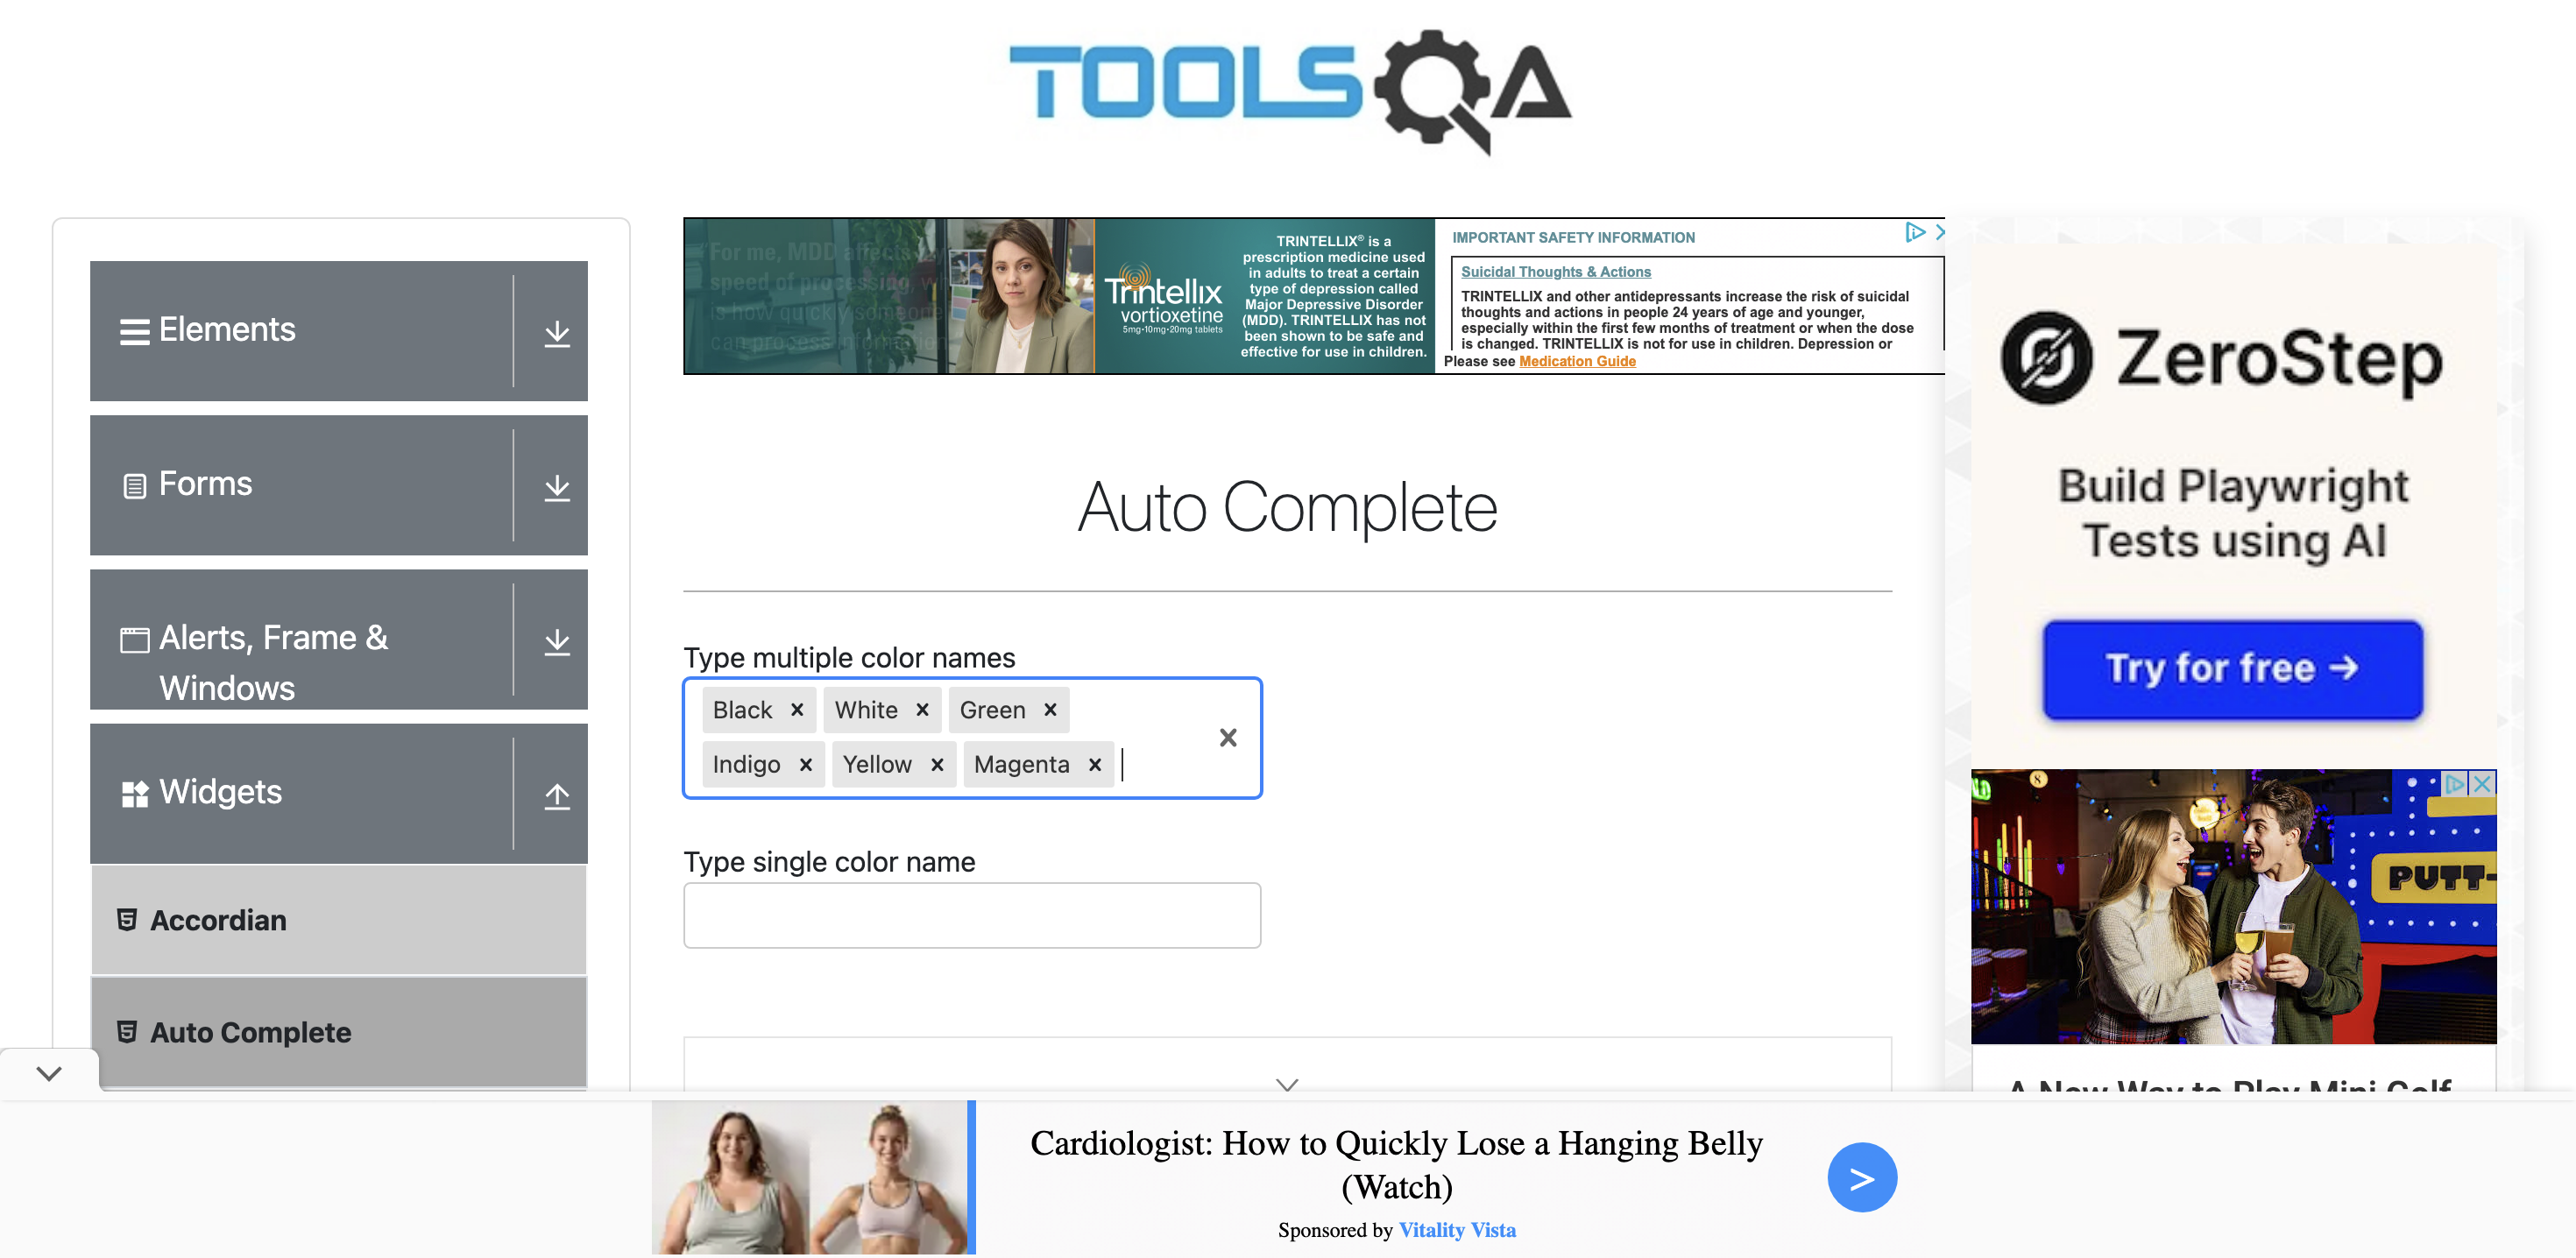 TOOLSQA
Elements
Forms
Alerts, Frame &
Windows
Widgets
Accordian
Auto Complete
"For me, MDD affects
speed of processing, w
is how quickly someone
can process information
Trintellix
vortioxetine
5mg•10mg•20mg tablets
TRINTELLIX® is a
prescription medicine used
in adults to treat a certain
type of depression called
Major Depressive Disorder
(MDD). TRINTELLIX has not
been shown to be safe and
effective for use in children.
IMPORTANT SAFETY INFORMATION
Suicidal Thoughts & Actions
TRINTELLIX and other antidepressants increase the risk of suicidal
thoughts and actions in people 24 years of age and younger,
especially within the first few months of treatment or when the dose
is changed. TRINTELLIX is not for use in children. Depression or
Please see Medication Guide
Auto Complete
Type multiple color names
Black × White × Green ×
Indigo × Yellow × Magenta ×
Type single color name
ZeroStep
Build Playwright
Tests using AI
Try for free →
8
PUTT-
A New Way to Play Mini Golf
Cardiologist: How to Quickly Lose a Hanging Belly
(Watch)
Sponsored by Vitality Vista
>